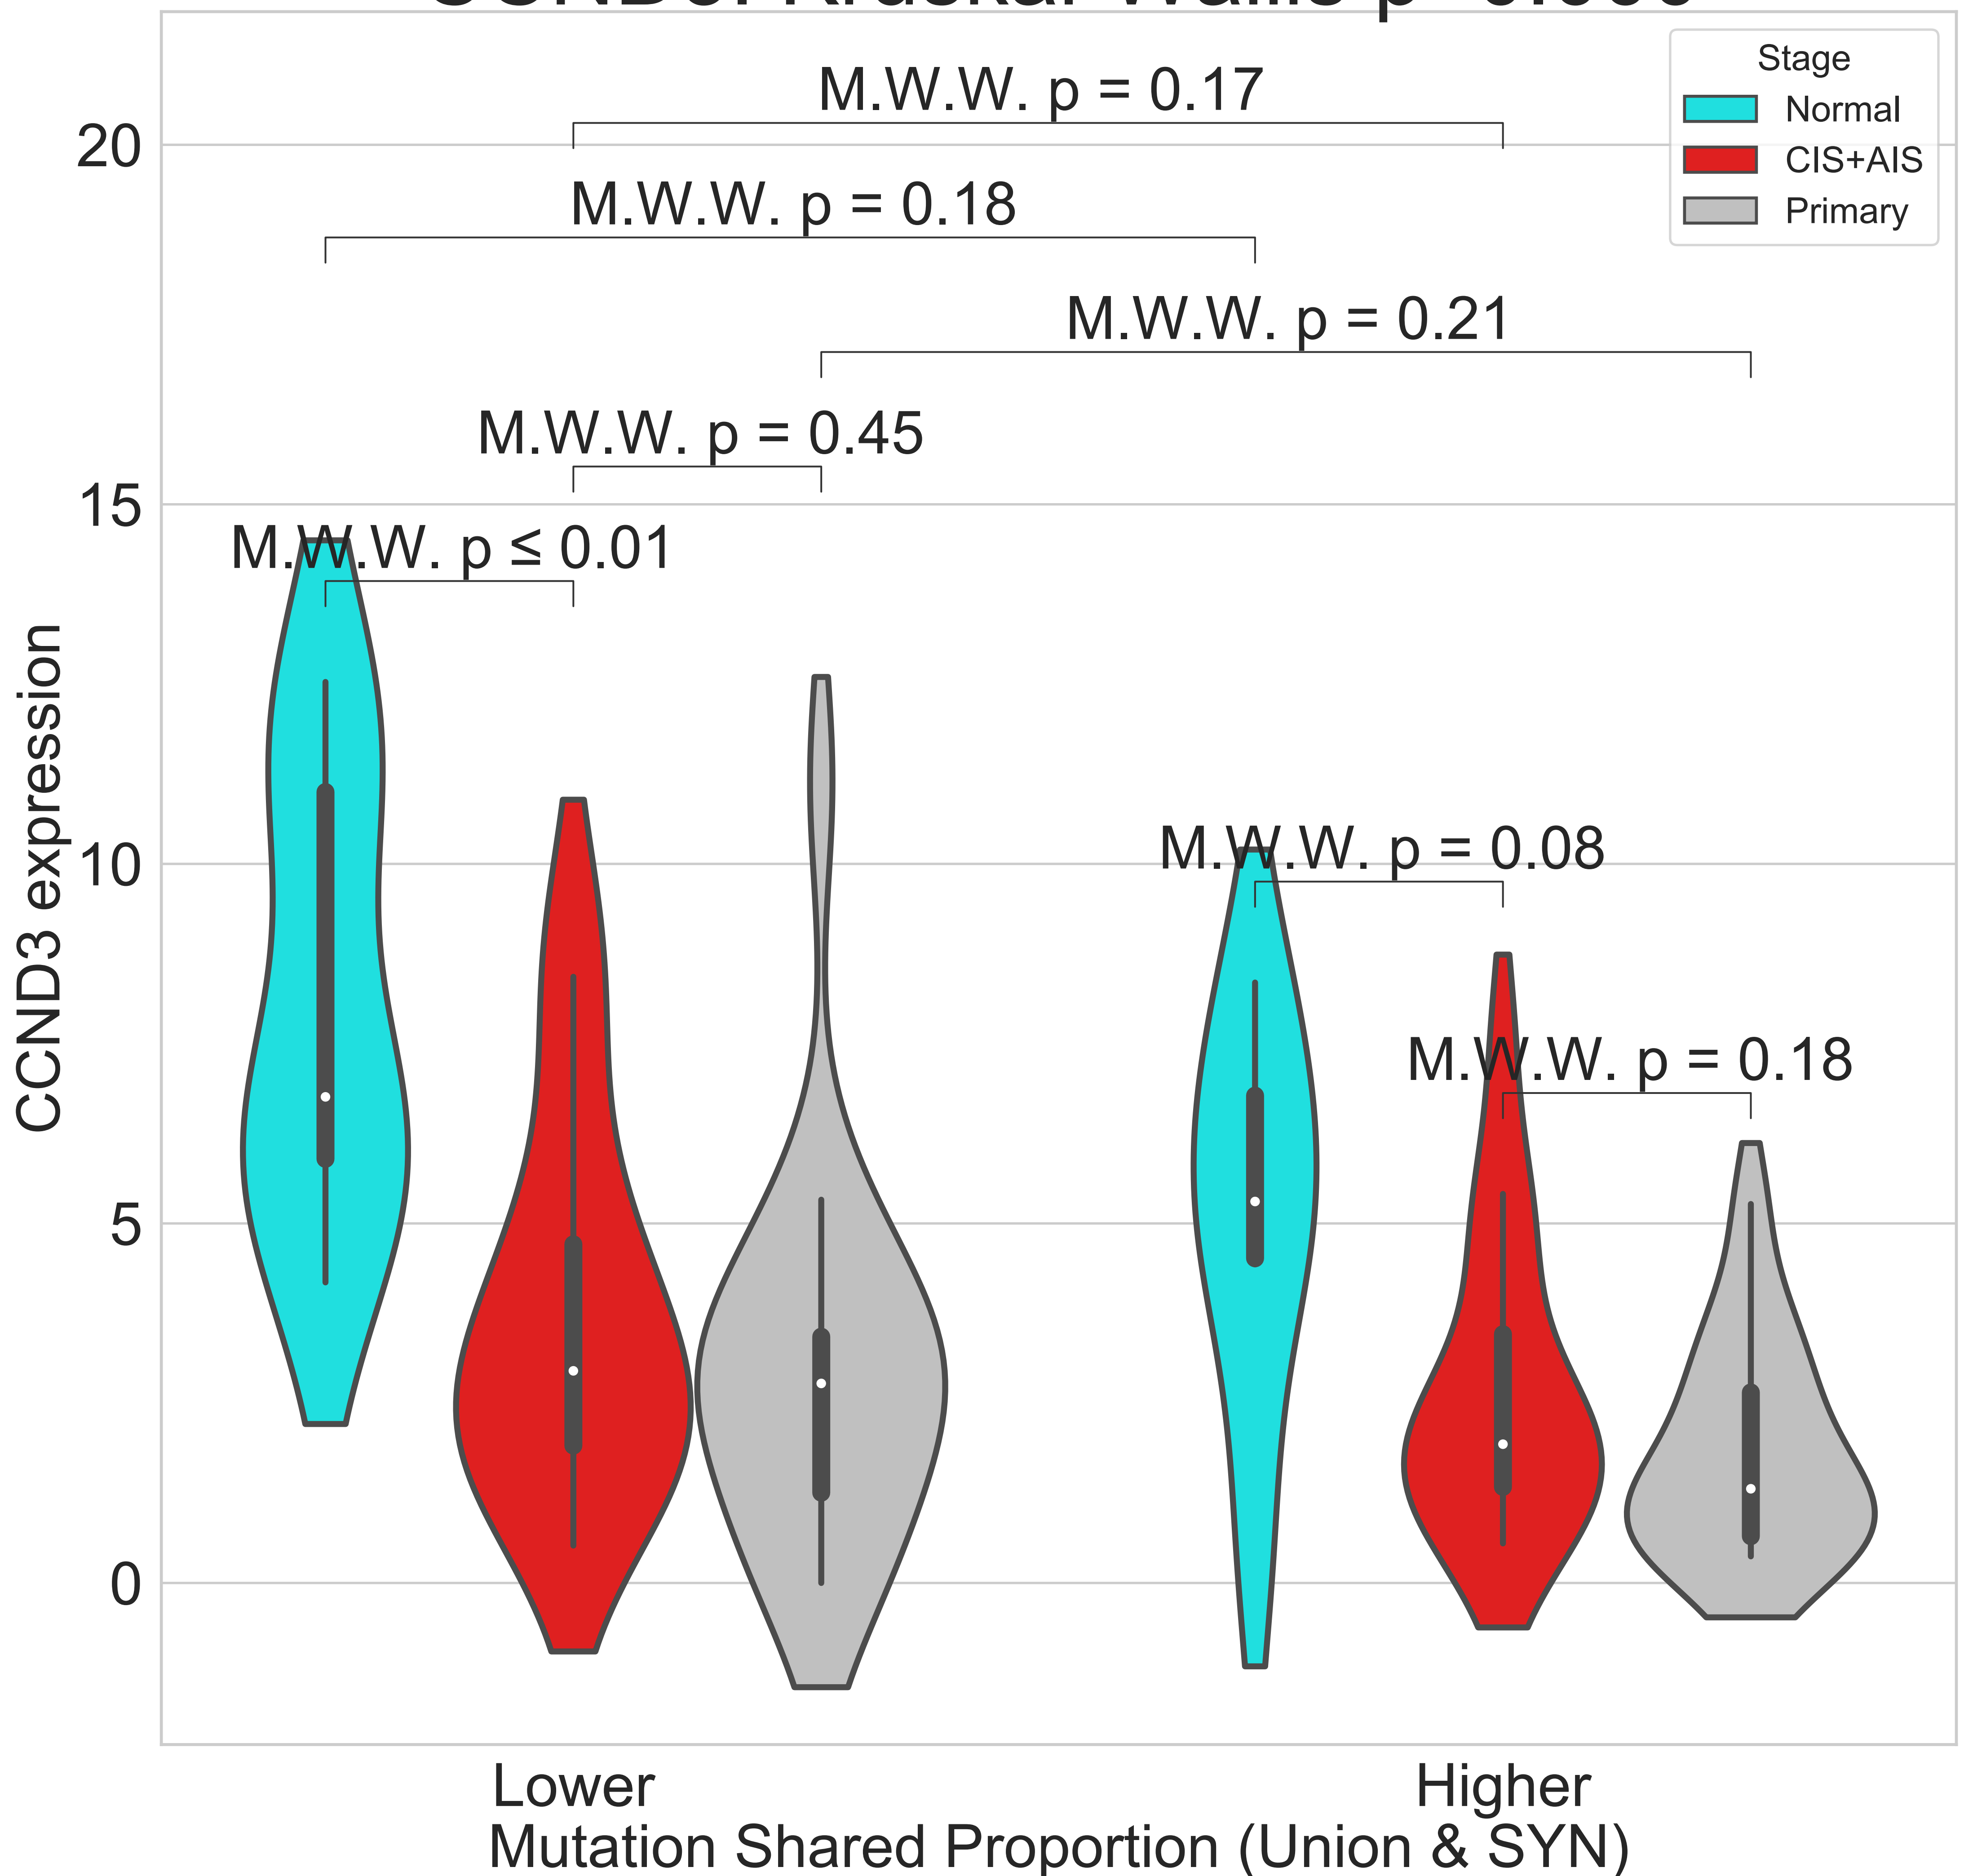 Stage
Normal
CIS+AIS
Primary
M.W.W. p = 0.17
M.W.W. p = 0.18
M.W.W. p = 0.21
M.W.W. p = 0.45
M.W.W. p ≤ 0.01
M.W.W. p = 0.08
M.W.W. p = 0.18
20
15
10
5
0
CCND3 expression
Lower
Higher
Mutation Shared Proportion (Union & SYN)